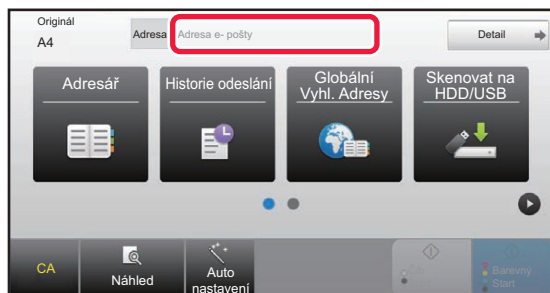 Originál
A4
Adresa
Adresa e- pošty
Detail
Adresář
Historie odeslání
Globální
Vyhl. Adresy
Skenovat na
HDD/USB
CA
Náhled
Auto
nastavení
Barevný
Start